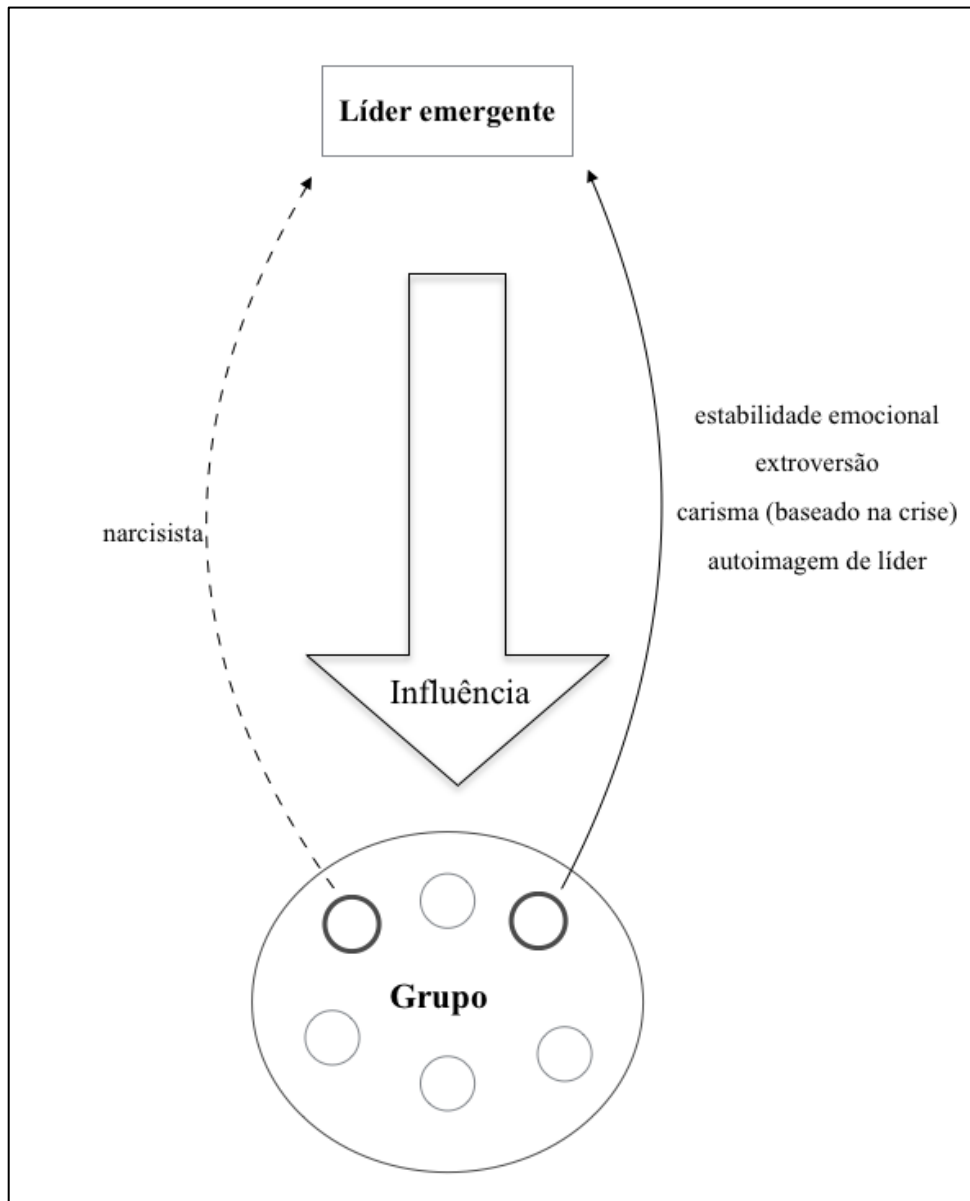 Líder emergente
estabilidade emocional
extroversão
carisma (baseado na crise)
autoimagem de líder
narcisista
Influência
Grupo